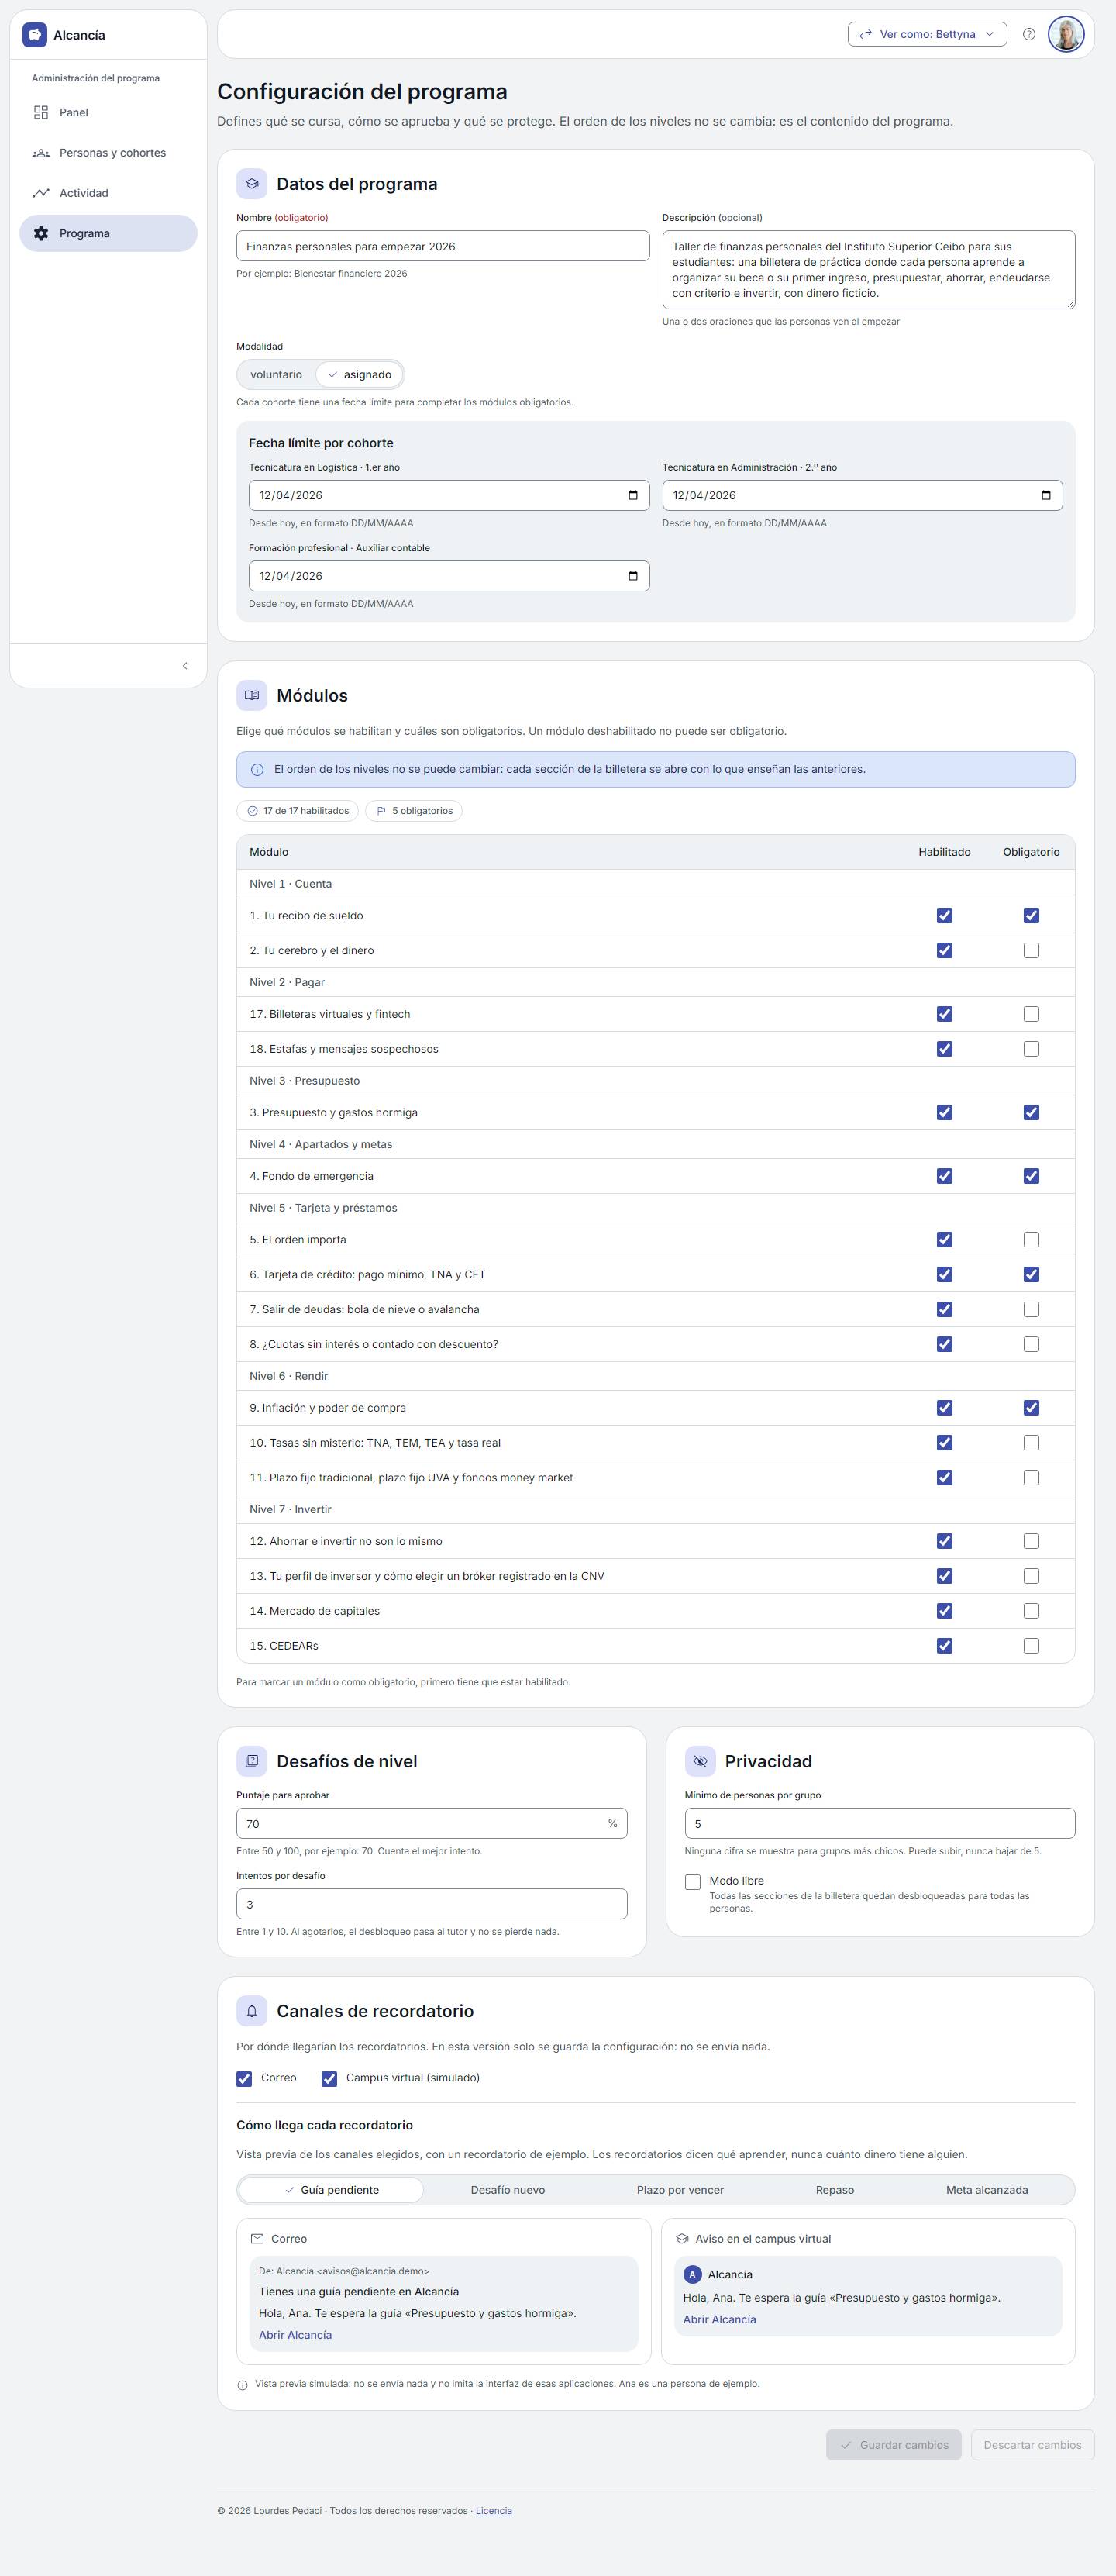 Alcancía
Administración del programa
Panel
Personas y cohortes
Actividad
Programa
Ver como: Bettyna
Configuración del programa
Defines qué se cursa, cómo se aprueba y qué se protege. El orden de los niveles no se cambia: es el contenido del programa.
Datos del programa
Nombre (obligatorio)
Finanzas personales para empezar 2026
Por ejemplo: Bienestar financiero 2026
Descripción (opcional)
Taller de finanzas personales del Instituto Superior Ceibo para sus
estudiantes: una billetera de práctica donde cada persona aprende a
organizar su beca o su primer ingreso, presupuestar, ahorrar, endeudarse
con criterio e invertir, con dinero ficticio.
Una o dos oraciones que las personas ven al empezar
Modalidad
voluntario
asignado
Cada cohorte tiene una fecha límite para completar los módulos obligatorios.
Fecha límite por cohorte
Tecnicatura en Logística · 1.er año
12/04/2026
Desde hoy, en formato DD/MM/AAAA
Tecnicatura en Administración · 2.º año
12/04/2026
Desde hoy, en formato DD/MM/AAAA
Formación profesional · Auxiliar contable
12/04/2026
Desde hoy, en formato DD/MM/AAAA
Módulos
Elige qué módulos se habilitan y cuáles son obligatorios. Un módulo deshabilitado no puede ser obligatorio.
El orden de los niveles no se puede cambiar: cada sección de la billetera se abre con lo que enseñan las anteriores.
17 de 17 habilitados
5 obligatorios
Módulo Habilitado Obligatorio
Nivel 1 · Cuenta
1. Tu recibo de sueldo
2. Tu cerebro y el dinero
Nivel 2 · Pagar
17. Billeteras virtuales y fintech
18. Estafas y mensajes sospechosos
Nivel 3 · Presupuesto
3. Presupuesto y gastos hormiga
Nivel 4 · Apartados y metas
4. Fondo de emergencia
Nivel 5 · Tarjeta y préstamos
5. El orden importa
6. Tarjeta de crédito: pago mínimo, TNA y CFT
7. Salir de deudas: bola de nieve o avalancha
8. ¿Cuotas sin interés o contado con descuento?
Nivel 6 · Rendir
9. Inflación y poder de compra
10. Tasas sin misterio: TNA, TEM, TEA y tasa real
11. Plazo fijo tradicional, plazo fijo UVA y fondos money market
Nivel 7 · Invertir
12. Ahorrar e invertir no son lo mismo
13. Tu perfil de inversor y cómo elegir un bróker registrado en la CNV
14. Mercado de capitales
15. CEDEARs
Para marcar un módulo como obligatorio, primero tiene que estar habilitado.
Desafíos de nivel
Puntaje para aprobar
70 %
Entre 50 y 100, por ejemplo: 70. Cuenta el mejor intento.
Intentos por desafío
3
Entre 1 y 10. Al agotarlos, el desbloqueo pasa al tutor y no se pierde nada.
Privacidad
Mínimo de personas por grupo
5
Ninguna cifra se muestra para grupos más chicos. Puede subir, nunca bajar de 5.
Modo libre
Todas las secciones de la billetera quedan desbloqueadas para todas las
personas.
Canales de recordatorio
Por dónde llegarían los recordatorios. En esta versión solo se guarda la configuración: no se envía nada.
Correo
Campus virtual (simulado)
Cómo llega cada recordatorio
Vista previa de los canales elegidos, con un recordatorio de ejemplo. Los recordatorios dicen qué aprender, nunca cuánto dinero tiene alguien.
Guía pendiente
Desafío nuevo
Plazo por vencer
Repaso
Meta alcanzada
Correo
De: Alcancía <avisos@alcancia.demo>
Tienes una guía pendiente en Alcancía
Hola, Ana. Te espera la guía «Presupuesto y gastos hormiga».
Abrir Alcancía
Aviso en el campus virtual
A Alcancía
Hola, Ana. Te espera la guía «Presupuesto y gastos hormiga».
Abrir Alcancía
Vista previa simulada: no se envía nada y no imita la interfaz de esas aplicaciones. Ana es una persona de ejemplo.
Guardar cambios
Descartar cambios
© 2026 Lourdes Pedaci · Todos los derechos reservados · Licencia